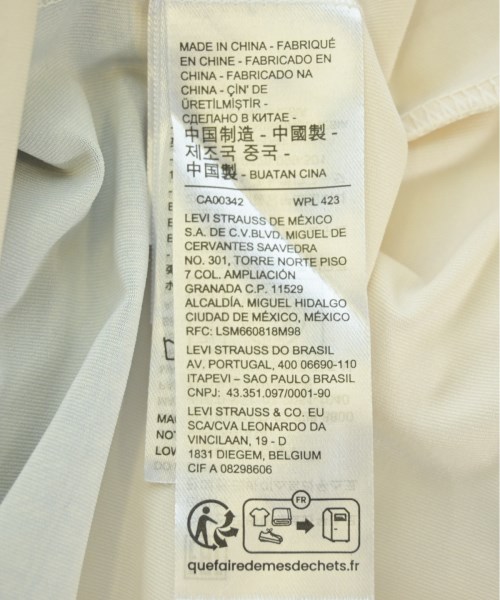 MADE IN CHINA - FABRIQUÉ
EN CHINE - FABRICADO EN
CHINA - FABRICADO NA
CHINA - ÇİN' DE
ÜRETİLMİŞTİR -
СДЕЛАНО В КИТАЕ -
中国制造 - 中國製 -
제조국 중국 -
中国製 - BUATAN CINA
CA00342 WPL 423
LEVI STRAUSS DE MÉXICO
S.A. DE C.V.BLVD. MIGUEL DE
CERVANTES SAAVEDRA
NO. 301, TORRE NORTE PISO
7 COL. AMPLIACIÓN
GRANADA C.P. 11529
ALCALDÍA. MIGUEL HIDALGO
CIUDAD DE MÉXICO, MÉXICO
RFC: LSM660818M98
LEVI STRAUSS DO BRASIL
AV. PORTUGAL, 400 06690-110
ITAPEVI – SAO PAULO BRASIL
CNPJ: 43.351.097/0001-90
LEVI STRAUSS & CO. EU
SCA/CVA LEONARDO DA
VINCILAAN, 19 - D
1831 DIEGEM, BELGIUM
CIF A 08298606
FR
quefairedemesdechets.fr
MA
NO
LOW